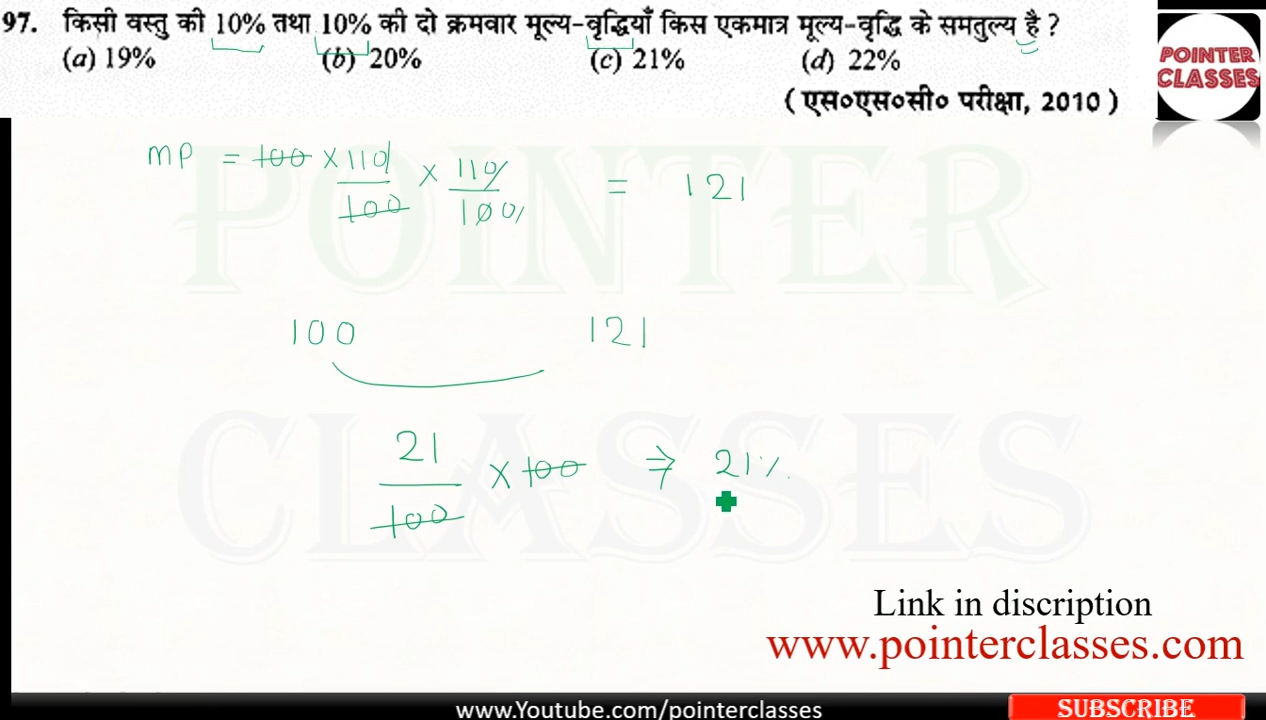 97. किसी वस्तु की 10% तथा 10% की दो क्रमवार मूल्य-वृद्धियाँ किस एकमात्र मूल्य-वृद्धि के समतुल्य है ?
(a) 19% (b) 20% (c) 21% (d) 22%
( एस०एस०सी० परीक्षा, 2010 )
POINTER
CLASSES
MP = 100 × 110/100 × 110/100 = 121
POINTER
100 121
CLASSES
21/100 × 100 ⇒ 21%
Link in discription
www.pointerclasses.com
www.Youtube.com/pointerclasses
SUBSCRIBE